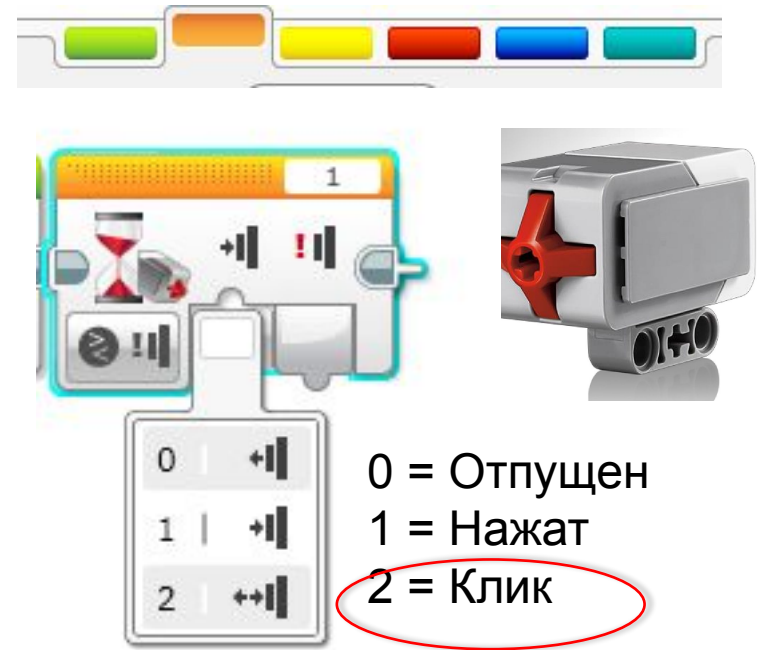 1
0
1
2
0 = Отпущен
1 = Нажат
2 = Клик